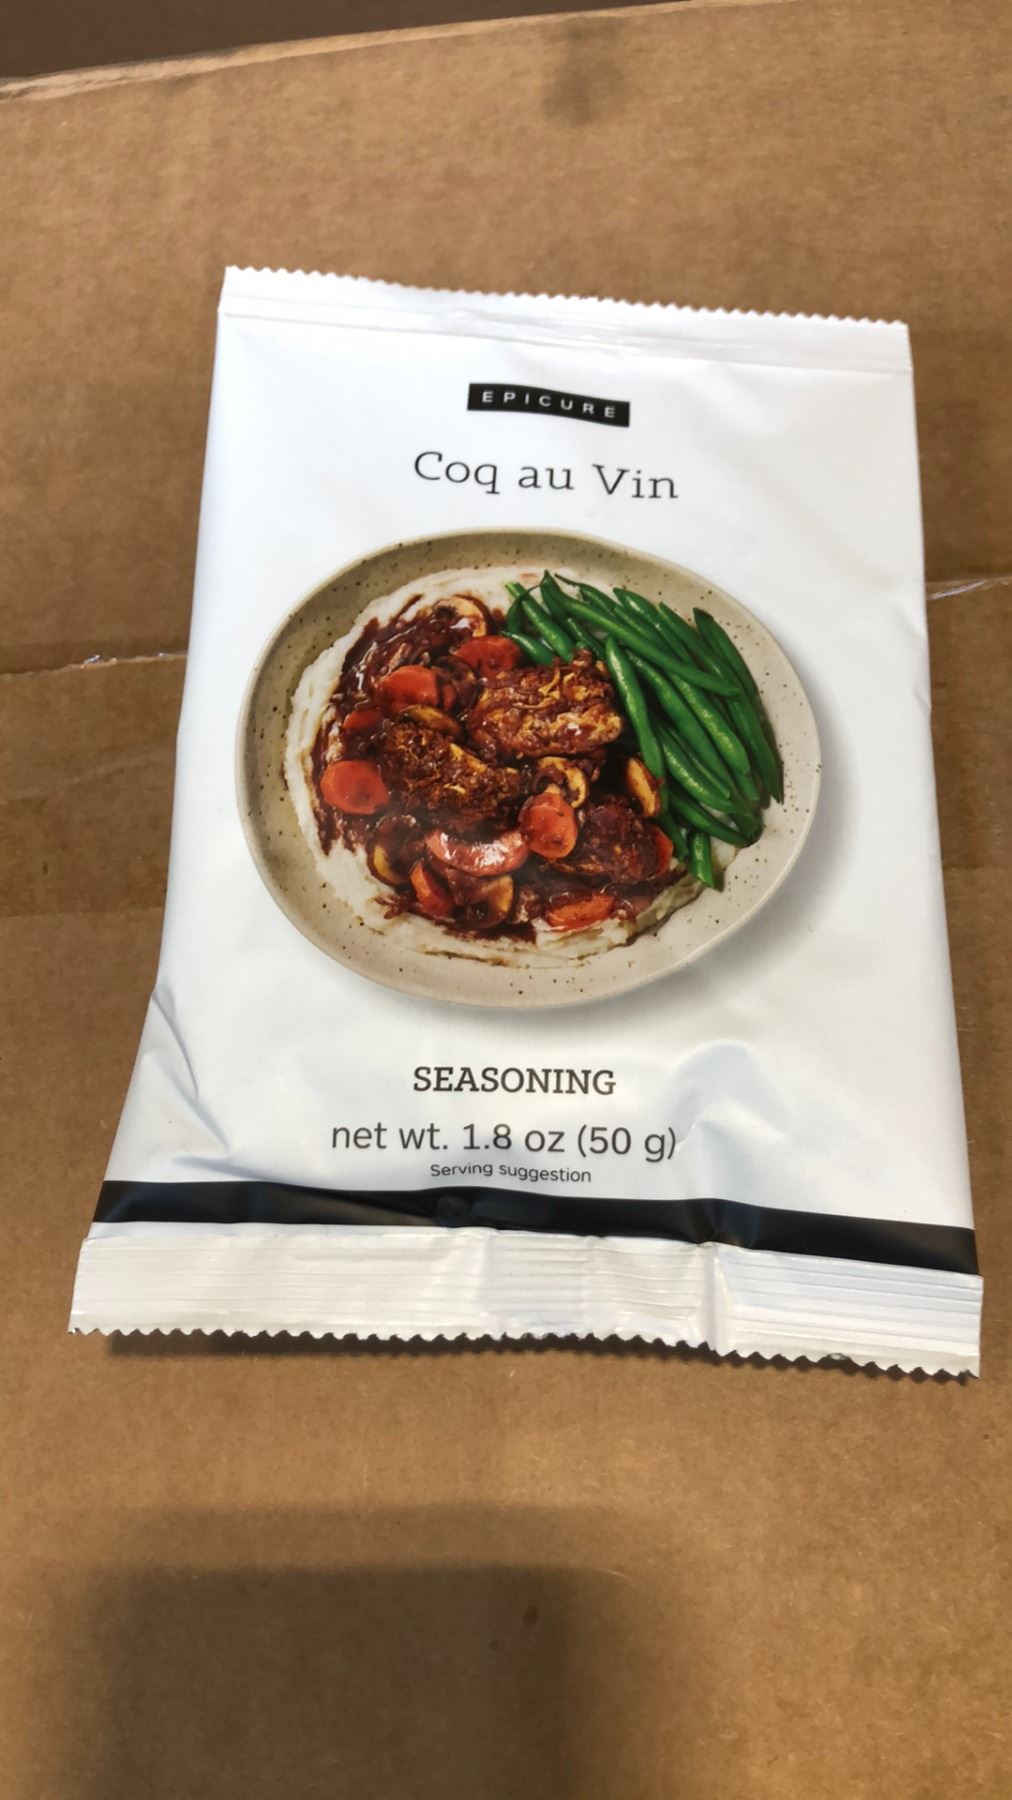 EPICURE
Coq au Vin
SEASONING
net wt. 1.8 oz (50 g)
Serving suggestion